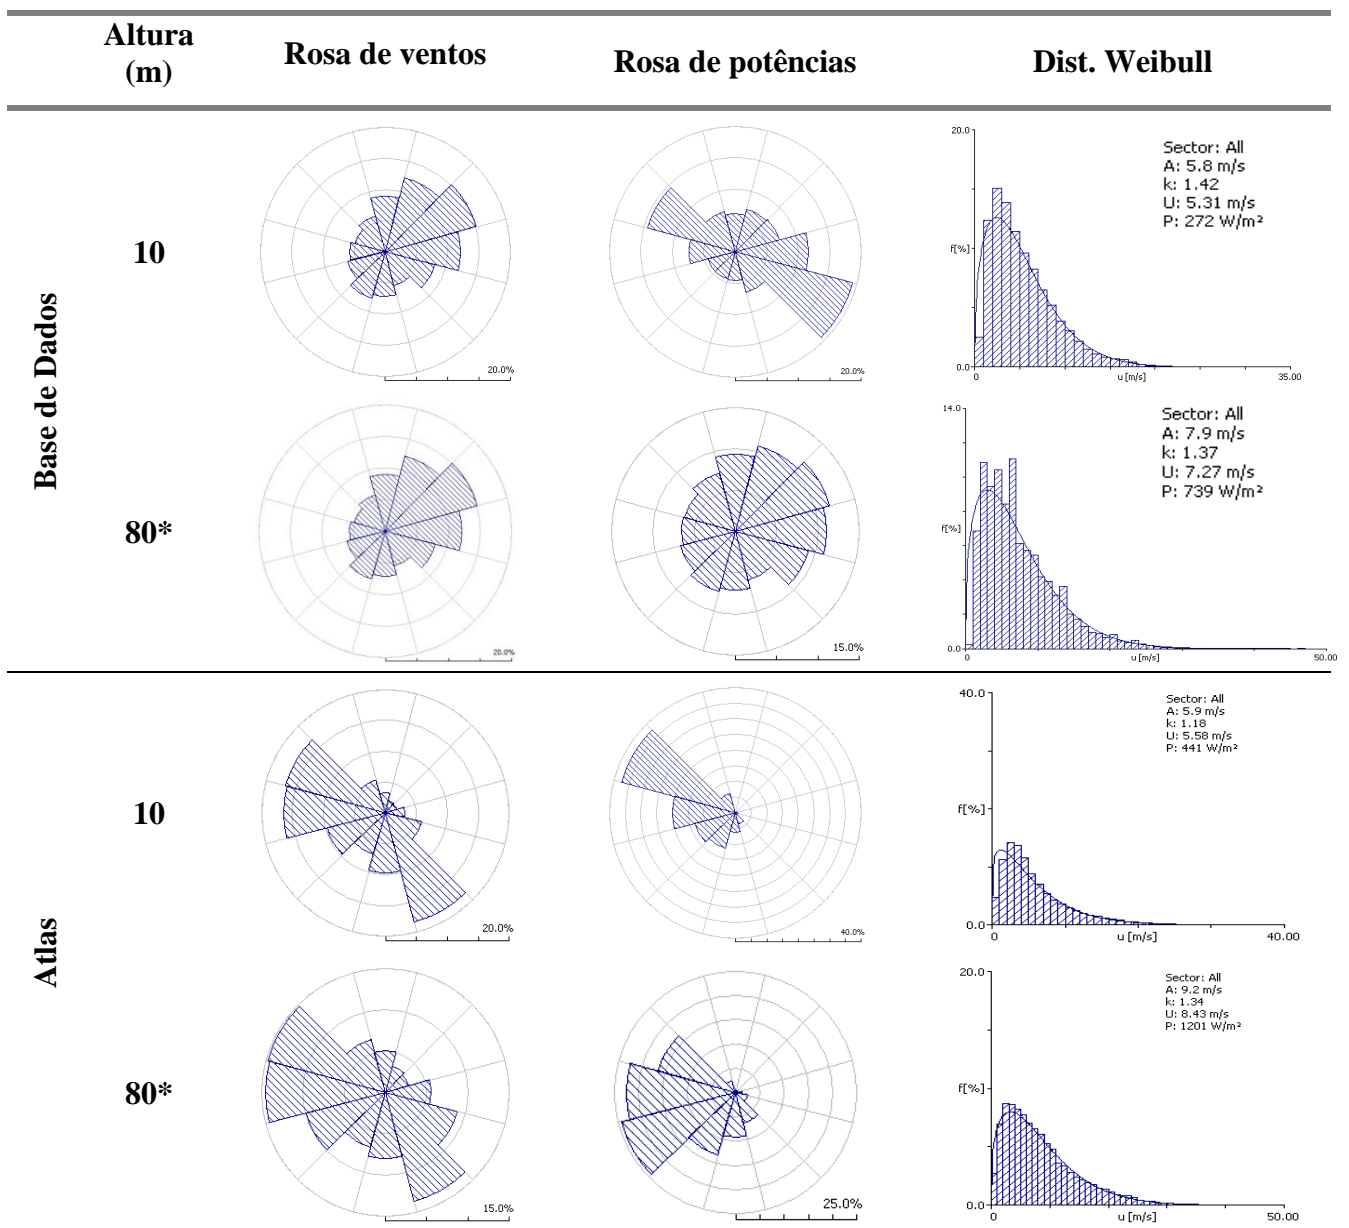 Altura
(m)
Rosa de ventos
Rosa de potências
Dist. Weibull
Base de Dados
10
20.0%
20.0%
20.0
f[%]
0.0
0
u [m/s]
35.00
Sector: All
A: 5.8 m/s
k: 1.42
U: 5.31 m/s
P: 272 W/m²
80*
20.0%
15.0%
14.0
f[%]
0.0
0
u [m/s]
50.00
Sector: All
A: 7.9 m/s
k: 1.37
U: 7.27 m/s
P: 739 W/m²
Atlas
10
20.0%
40.0%
40.0
f[%]
0.0
0
u [m/s]
40.00
Sector: All
A: 5.9 m/s
k: 1.18
U: 5.58 m/s
P: 441 W/m²
80*
15.0%
25.0%
20.0
f[%]
0.0
0
u [m/s]
50.00
Sector: All
A: 9.2 m/s
k: 1.34
U: 8.43 m/s
P: 1201 W/m²